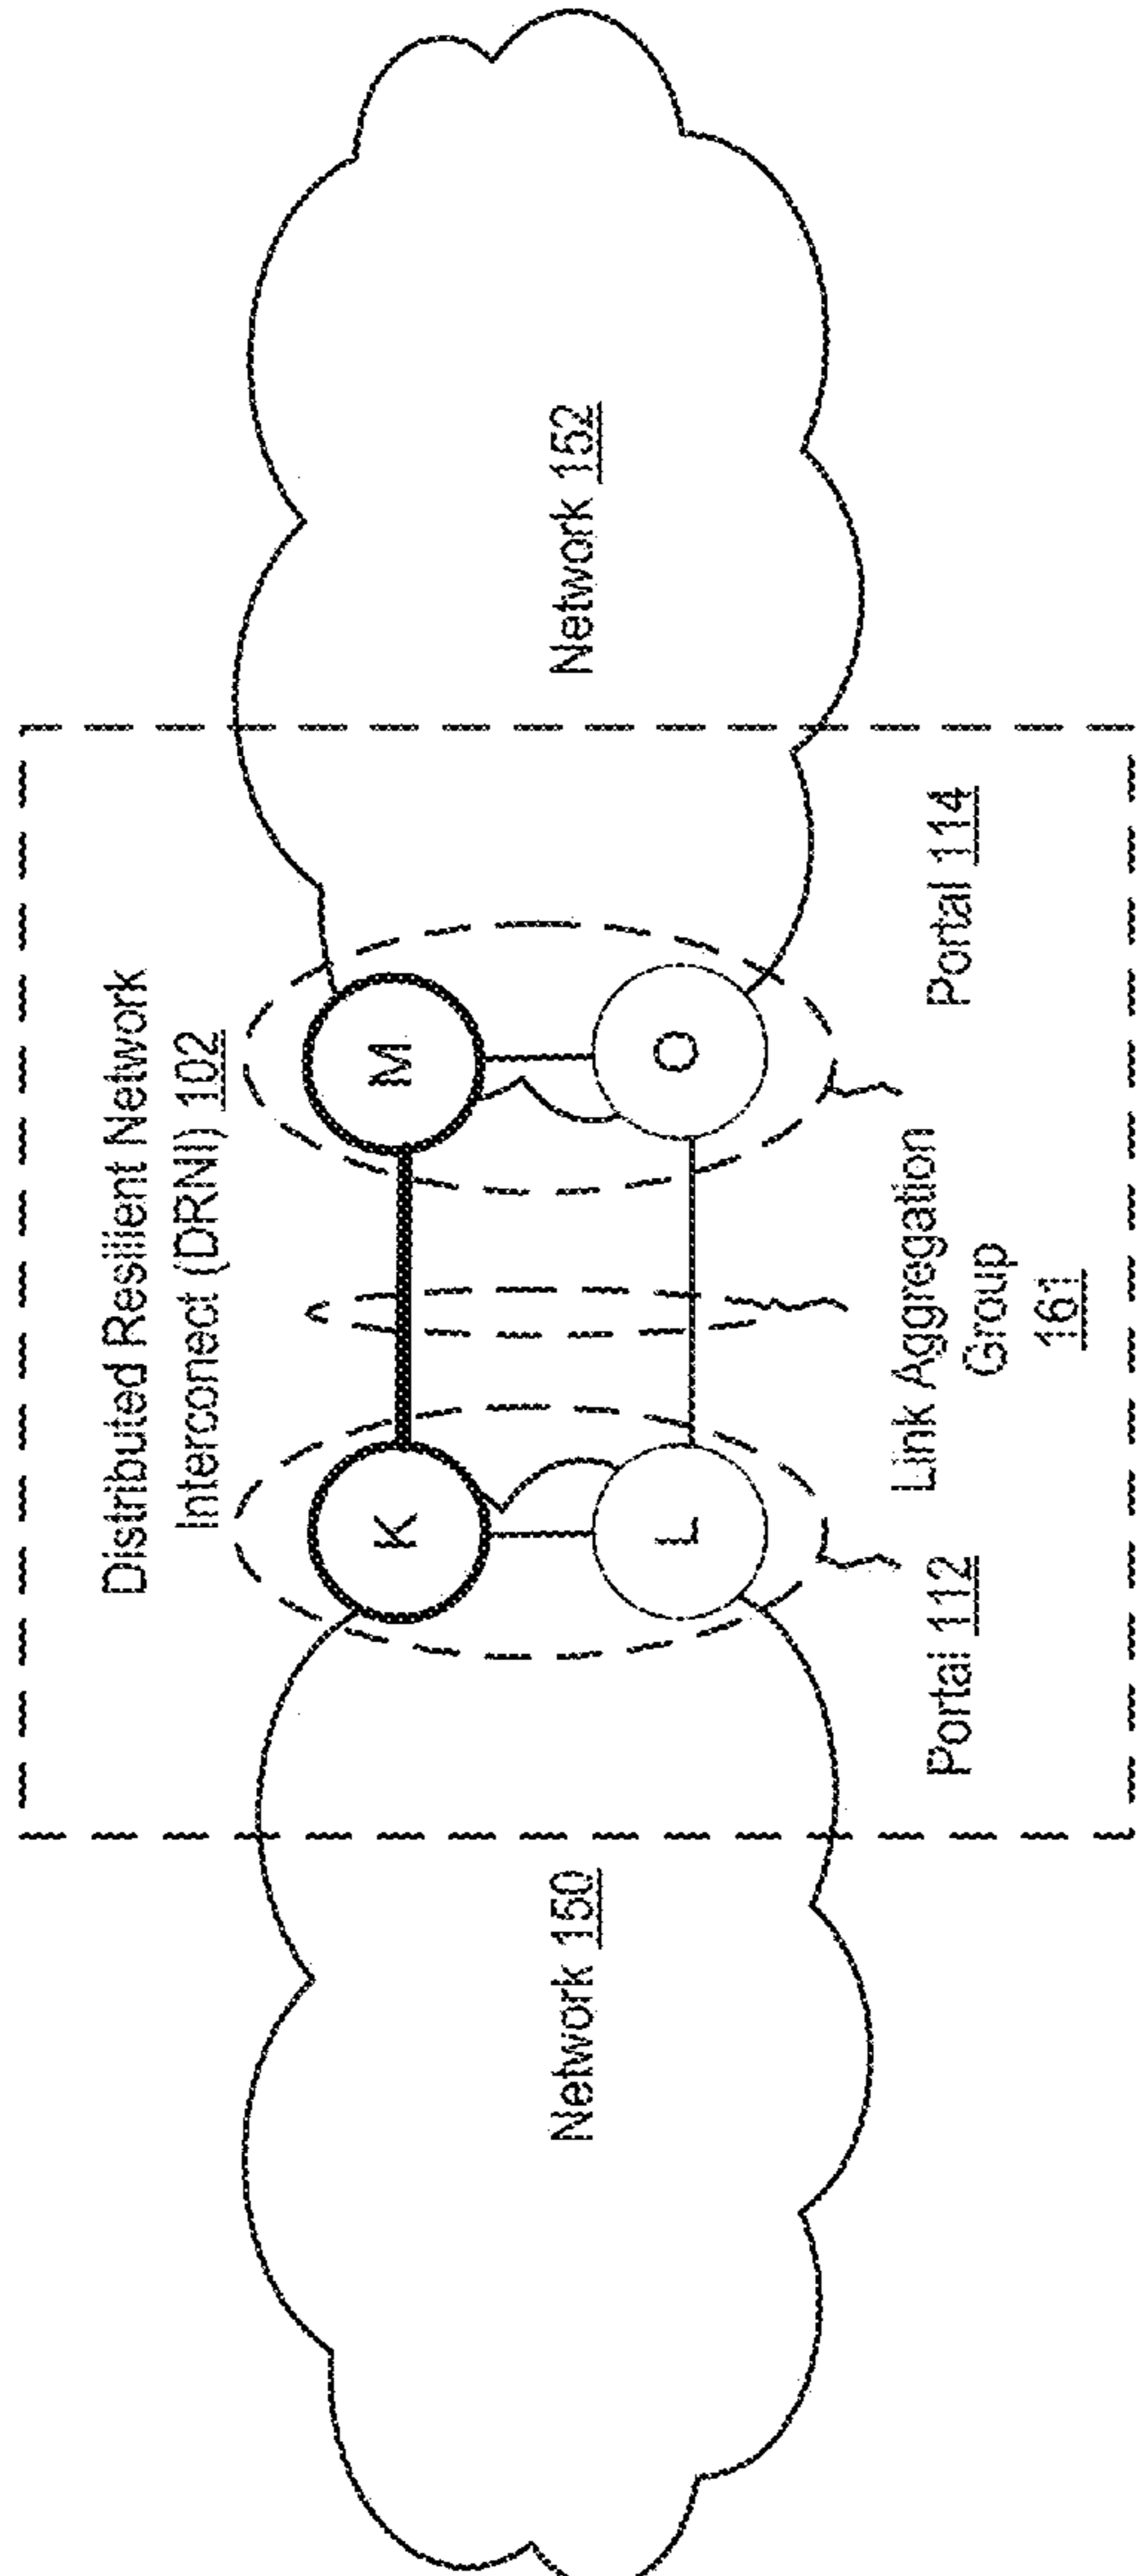 Distributed Resilient Network
Interconect (DRNI) 102
Network 150
K
M
Network 152
L
O
Portal 112
Link Aggregation
Group
161
Portal 114